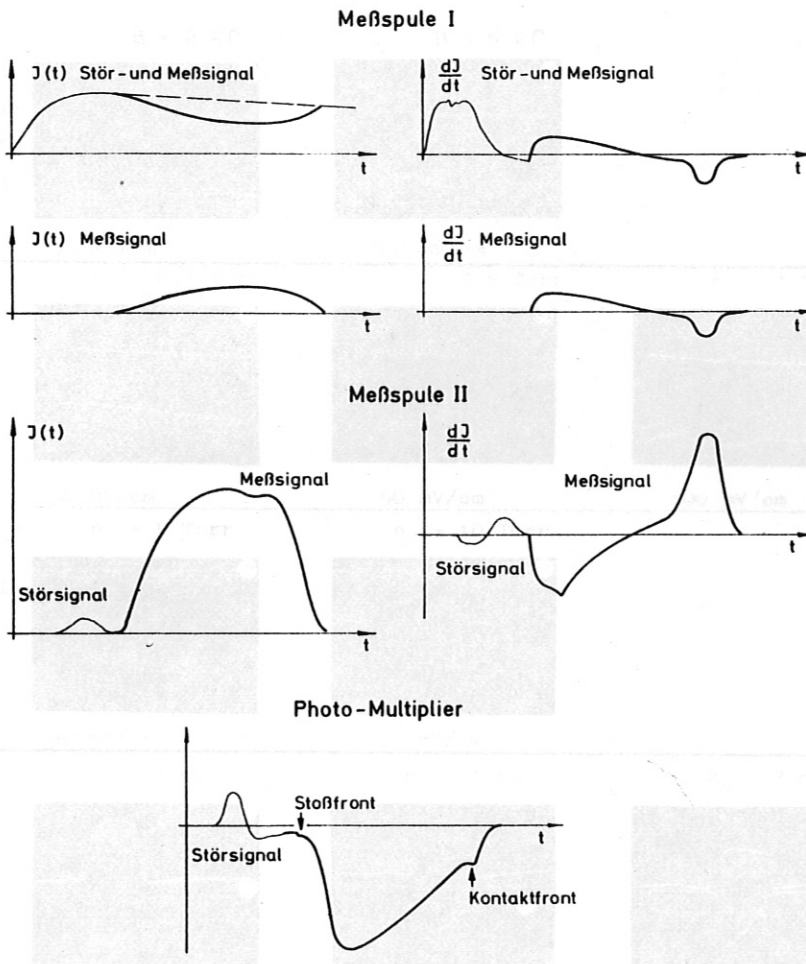 Meßspule I
J(t) Stör-und Meßsignal
t
dJ
dt
Stör-und Meßsignal
t
J(t) Meßsignal
t
dJ
dt
Meßsignal
t
Meßspule II
J(t)
Meßsignal
Störsignal
t
dJ
dt
Meßsignal
Störsignal
t
Photo-Multiplier
Stoßfront
t
Störsignal
Kontaktfront